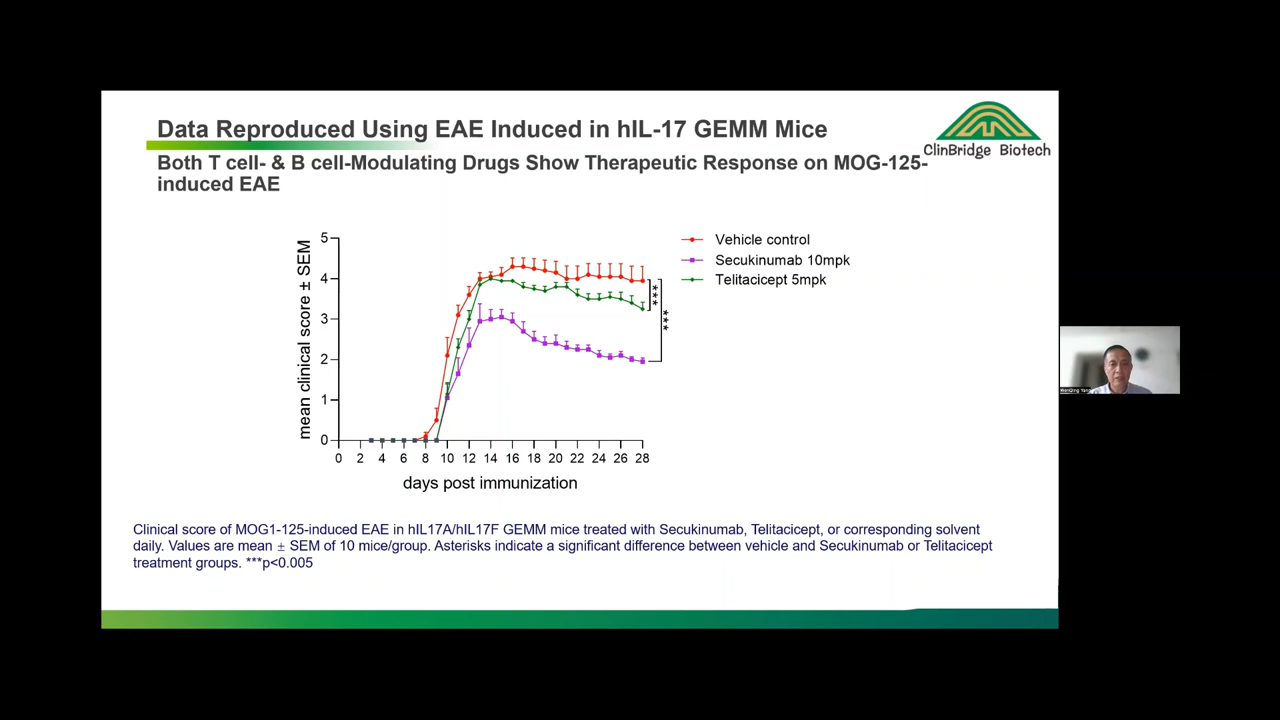 Data Reproduced Using EAE Induced in hIL-17 GEMM Mice
Both T cell- & B cell-Modulating Drugs Show Therapeutic Response on MOG-125-
induced EAE
ClinBridge Biotech
mean clinical score ± SEM
5
4
3
2
1
0
0 2 4 6 8 10 12 14 16 18 20 22 24 26 28
days post immunization
***
***
Vehicle control
Secukinumab 10mpk
Telitacicept 5mpk
Clinical score of MOG1-125-induced EAE in hIL17A/hIL17F GEMM mice treated with Secukinumab, Telitacicept, or corresponding solvent
daily. Values are mean ± SEM of 10 mice/group. Asterisks indicate a significant difference between vehicle and Secukinumab or Telitacicept
treatment groups. ***p<0.005